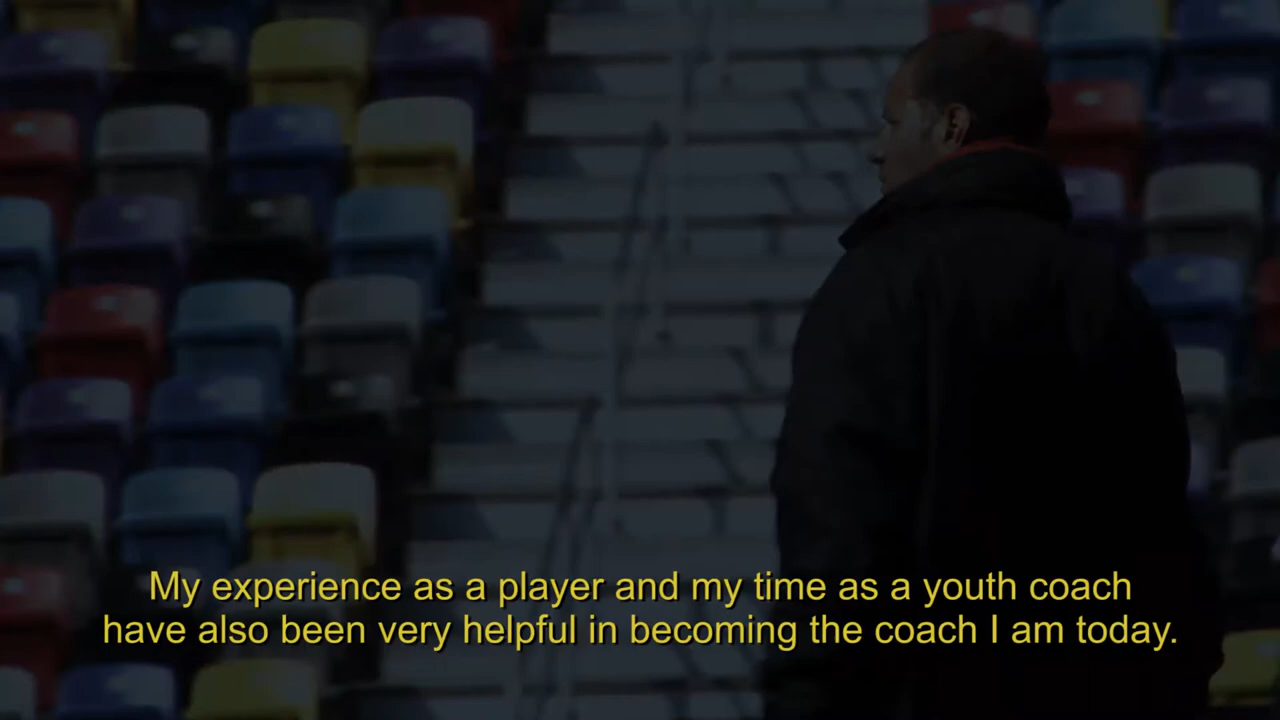 My experience as a player and my time as a youth coach
have also been very helpful in becoming the coach I am today.